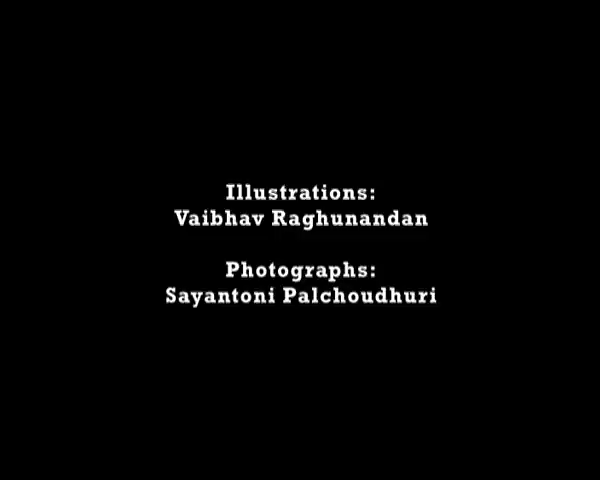 Illustrations:
Vaibhav Raghunandan
Photographs:
Sayantoni Palchoudhuri